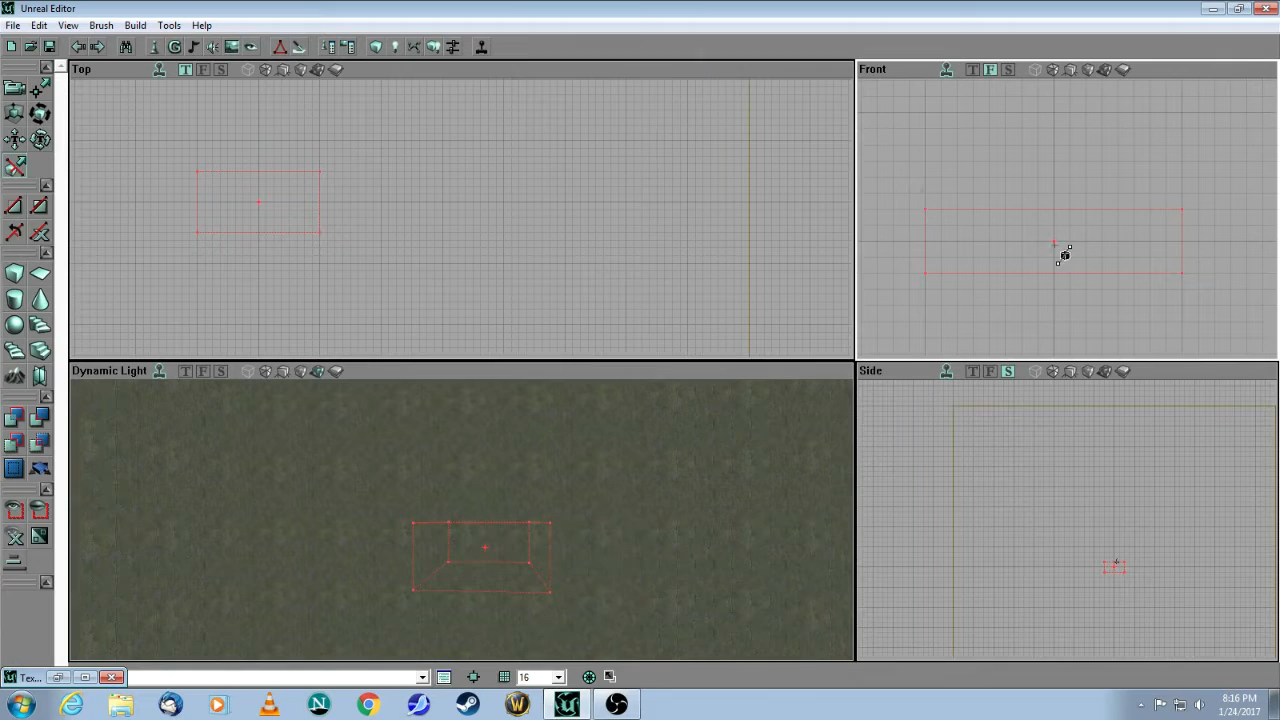 Unreal Editor
File Edit View Brush Build Tools Help
Top T F S
Front T F S
Dynamic Light T F S
Side T F S
Tex...
16
8:16 PM
1/24/2017